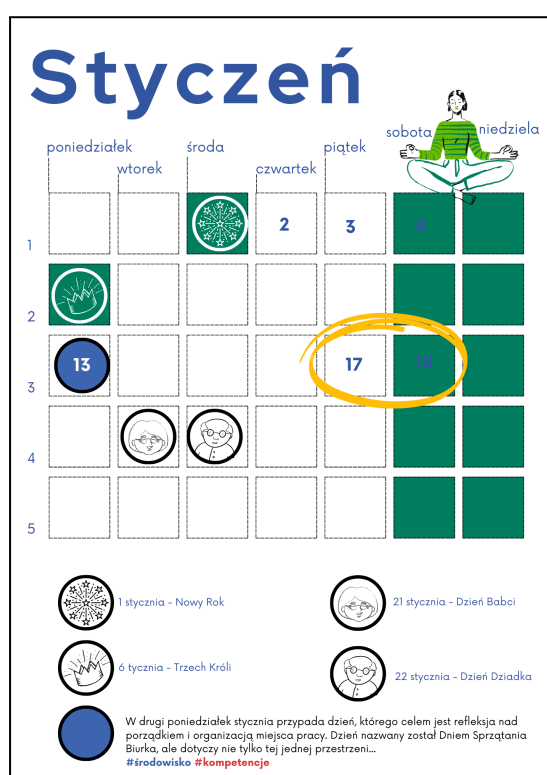 Styczeń
poniedziałek
wtorek
środa
czwartek
piątek
sobota
niedziela
1
2
3
4
2
3
13
17
18
4
5
1 stycznia - Nowy Rok
21 stycznia - Dzień Babci
6 tycznia - Trzech Króli
22 stycznia - Dzień Dziadka
W drugi poniedziałek stycznia przypada dzień, którego celem jest refleksja nad
porządkiem i organizacją miejsca pracy. Dzień nazwany został Dniem Sprzątania
Biurka, ale dotyczy nie tylko tej jednej przestrzeni...
#środowisko #kompetencje